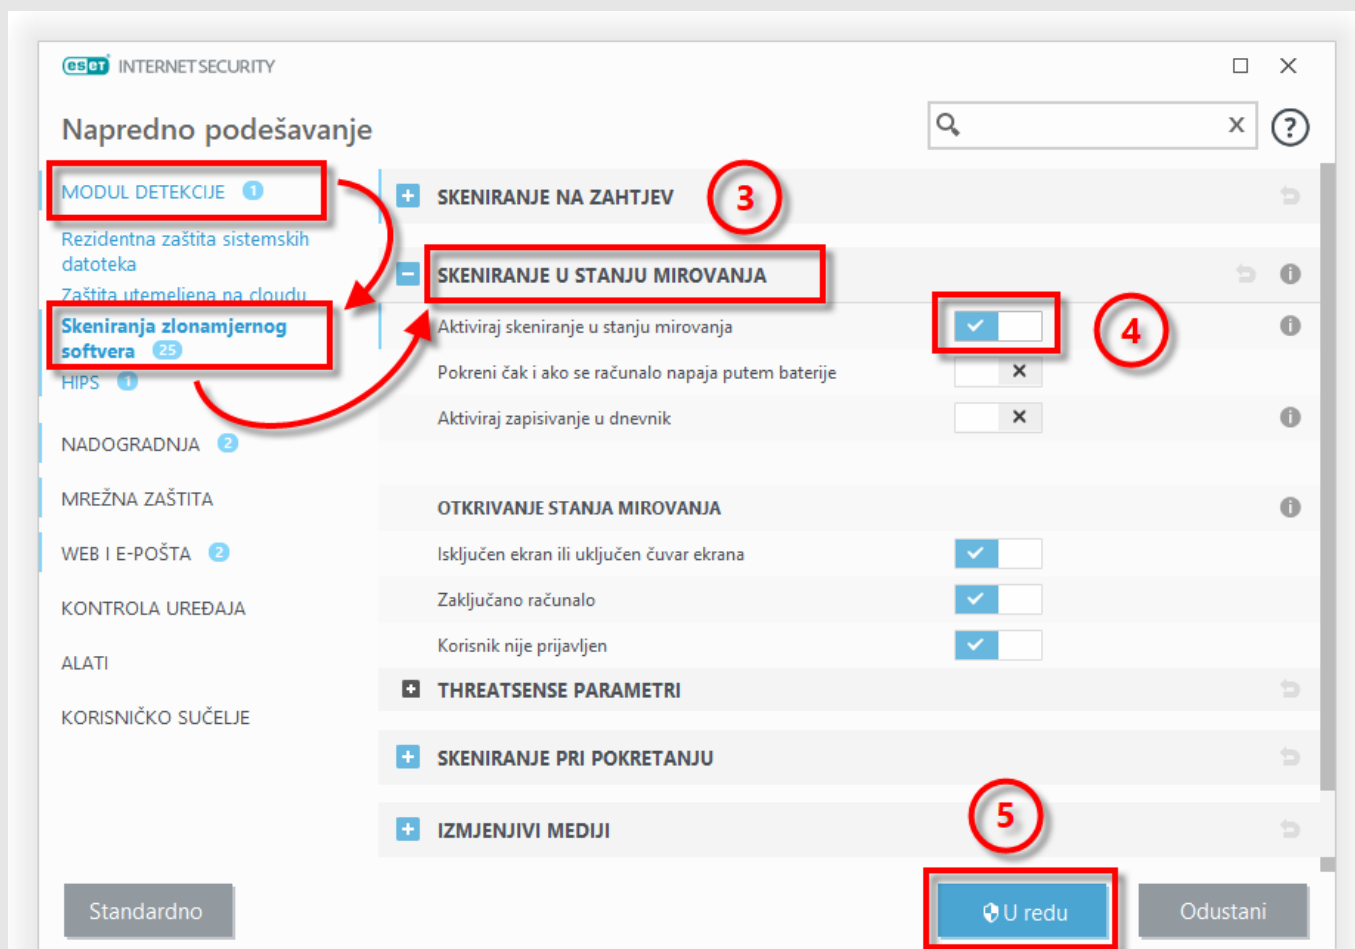 eset INTERNET SECURITY
Napredno podešavanje
X
?
MODUL DETEKCIJE 1
Rezidentna zaštita sistemskih
datoteka
Zaštita utemeljena na cloudu
Skeniranja zlonamjernog
softvera 25
HIPS 1
NADOGRADNJA 2
MREŽNA ZAŠTITA
WEB I E-POŠTA 2
KONTROLA UREĐAJA
ALATI
KORISNIČKO SUČELJE
SKENIRANJE NA ZAHTJEV
3
SKENIRANJE U STANJU MIROVANJA
Aktiviraj skeniranje u stanju mirovanja
4
Pokreni čak i ako se računalo napaja putem baterije
Aktiviraj zapisivanje u dnevnik
OTKRIVANJE STANJA MIROVANJA
Isključen ekran ili uključen čuvar ekrana
Zaključano računalo
Korisnik nije prijavljen
THREATSENSE PARAMETRI
SKENIRANJE PRI POKRETANJU
IZMJENJIVI MEDIJI
5
Standardno
U redu
Odustani